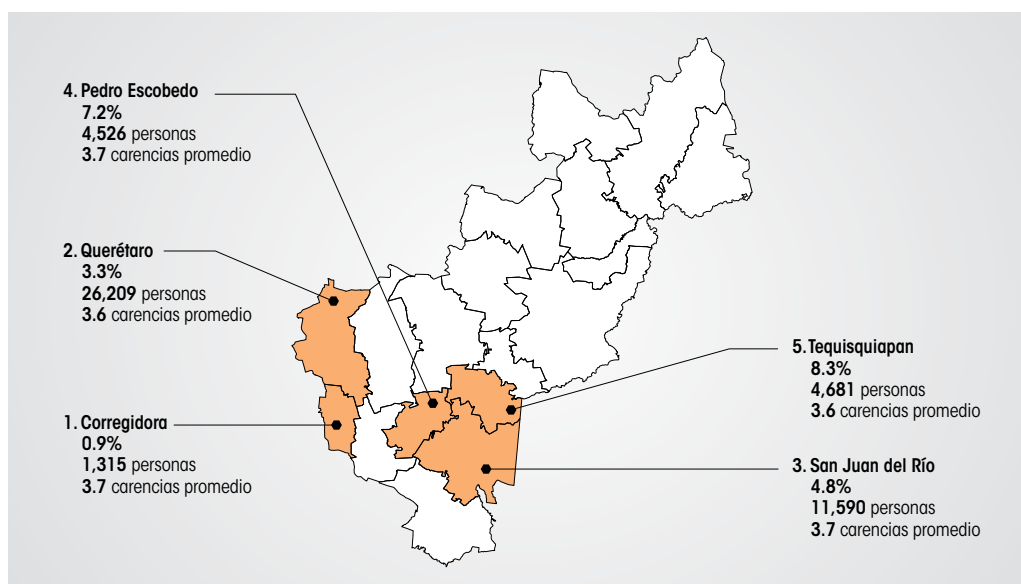 4. Pedro Escobedo
7.2%
4,526 personas
3.7 carencias promedio
2. Querétaro
3.3%
26,209 personas
3.6 carencias promedio
1. Corregidora
0.9%
1,315 personas
3.7 carencias promedio
5. Tequisquiapan
8.3%
4,681 personas
3.6 carencias promedio
3. San Juan del Río
4.8%
11,590 personas
3.7 carencias promedio